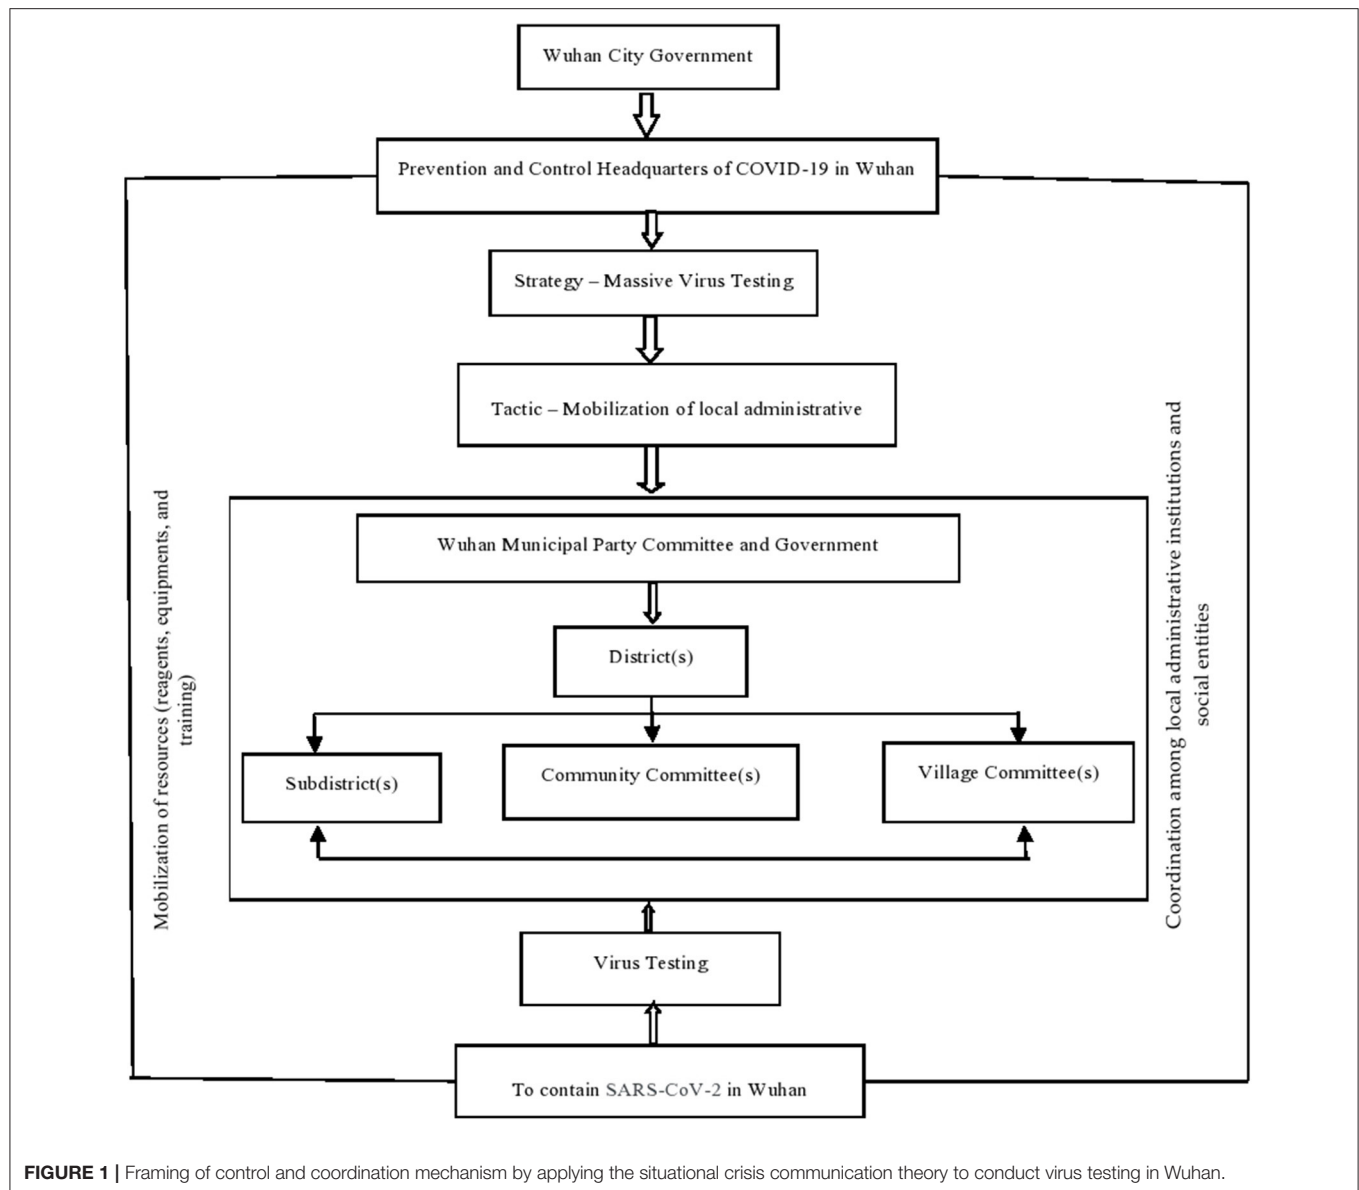 Wuhan City Government
Prevention and Control Headquarters of COVID-19 in Wuhan
Strategy – Massive Virus Testing
Tactic – Mobilization of local administrative
Mobilization of resources (reagents, equipments, and
training)
Coordination among local administrative institutions and
social entities
Wuhan Municipal Party Committee and Government
District(s)
Subdistrict(s)
Community Committee(s)
Village Committee(s)
Virus Testing
To contain SARS-CoV-2 in Wuhan
FIGURE 1 | Framing of control and coordination mechanism by applying the situational crisis communication theory to conduct virus testing in Wuhan.